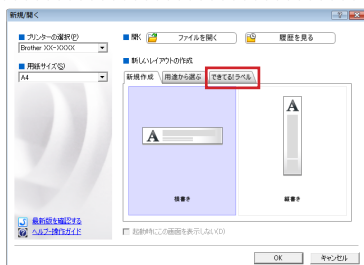 新規/開く
プリンターの選択(P)
Brother XX-XXXX
用紙サイズ(S)
A4
開く
ファイルを開く
履歴を見る
新しいレイアウトの作成
新規作成
用途から選ぶ
できてる!ラベル
A
横書き
A
縦書き
最新版を確認する
ヘルプ・操作ガイド
起動時にこの画面を表示しない(D)
OK
キャンセル